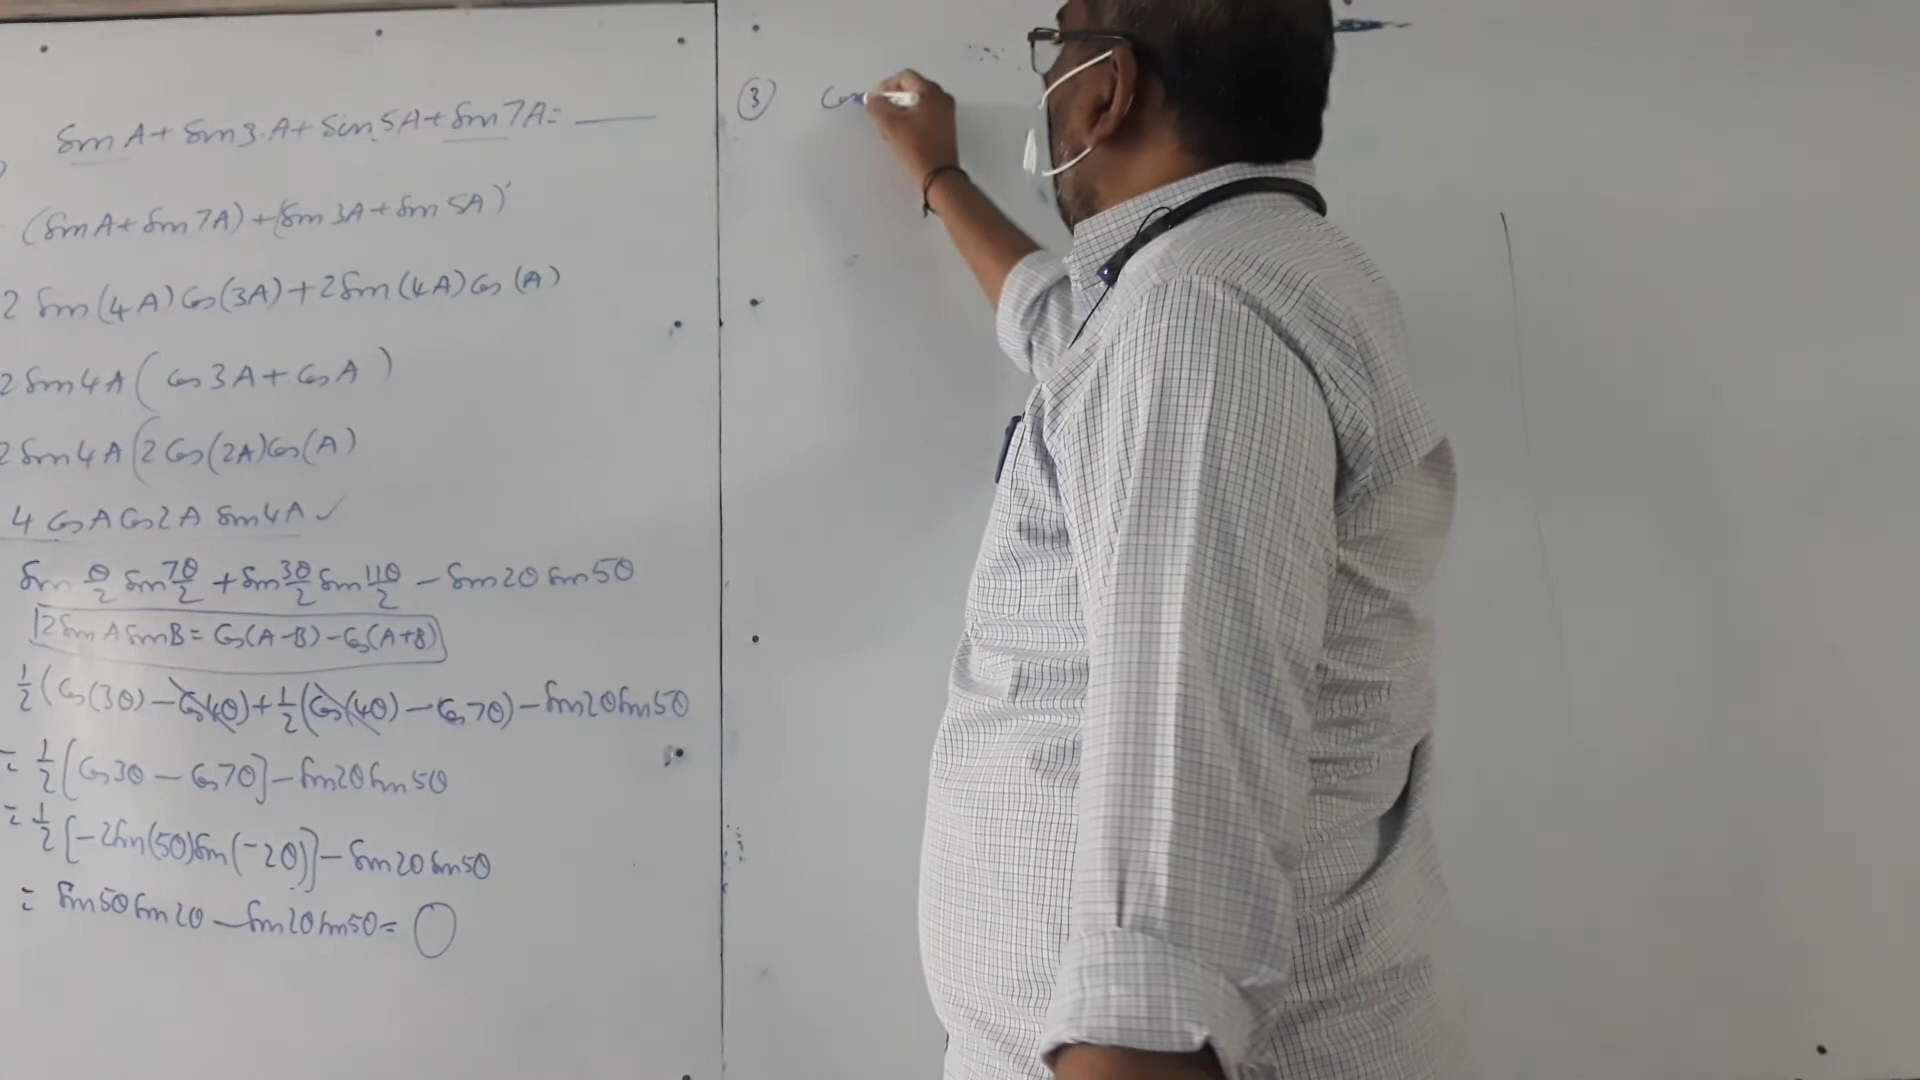 Sin A + Sin 3A + Sin 5A + Sin 7A = ____
(Sin A + Sin 7A) + (Sin 3A + Sin 5A)
2 Sin(4A) Cos(3A) + 2 Sin(4A) Cos(A)
2 Sin 4A ( Cos 3A + Cos A )
2 Sin 4A (2 Cos(2A) Cos(A)
4 Cos A Cos 2A Sin 4A ✓
Sin θ/2 Sin 7θ/2 + Sin 3θ/2 Sin 11θ/2 - Sin 2θ Sin 5θ
2 Sin A Sin B = Cos(A-B) - Cos(A+B)
1/2 (Cos(3θ) - Cos 4θ) + 1/2 (Cos(4θ) - Cos 7θ) - Sin 2θ Sin 5θ
= 1/2 [Cos 3θ - Cos 7θ] - Sin 2θ Sin 5θ
= 1/2 [-2 Sin(5θ) Sin(-2θ)] - Sin 2θ Sin 5θ
= Sin 5θ Sin 2θ - Sin 2θ Sin 5θ = 0
③ Cos